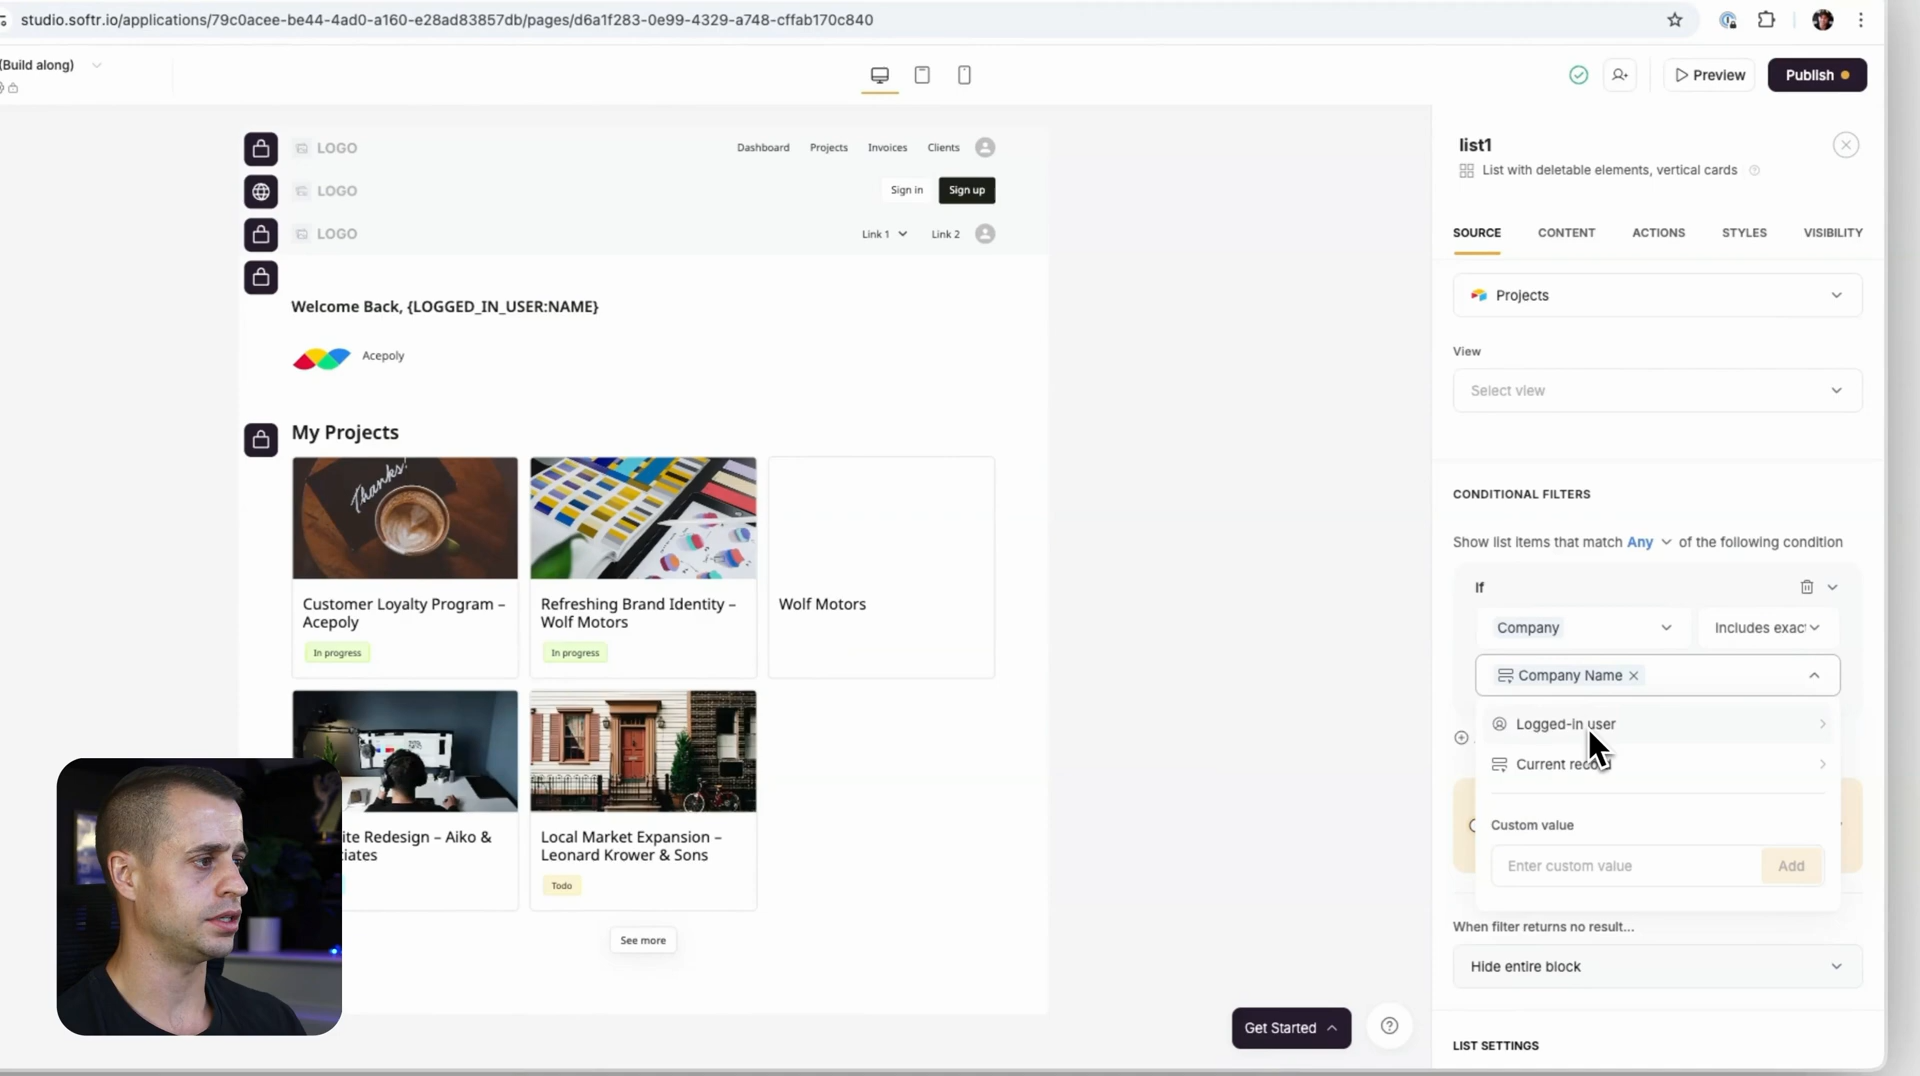 studio.softr.io/applications/79c0acee-be44-4ad0-a160-e28ad83857db/pages/d6a1f283-0e99-4329-a748-cffab170c840
(Build along)
Preview
Publish
LOGO
Dashboard Projects Invoices Clients
LOGO
Sign in Sign up
LOGO
Link 1 Link 2
Welcome Back, {LOGGED_IN_USER:NAME}
Acepoly
My Projects
Thanks!
Customer Loyalty Program –
Acepoly
In progress
Refreshing Brand Identity –
Wolf Motors
In progress
Wolf Motors
ite Redesign – Aiko &
iates
Local Market Expansion –
Leonard Krower & Sons
Todo
See more
Get Started
list1
List with deletable elements, vertical cards
SOURCE CONTENT ACTIONS STYLES VISIBILITY
Projects
View
Select view
CONDITIONAL FILTERS
Show list items that match Any of the following condition
If
Company Includes exac
Company Name
Logged-in user
Current reco
Custom value
Enter custom value Add
When filter returns no result...
Hide entire block
LIST SETTINGS